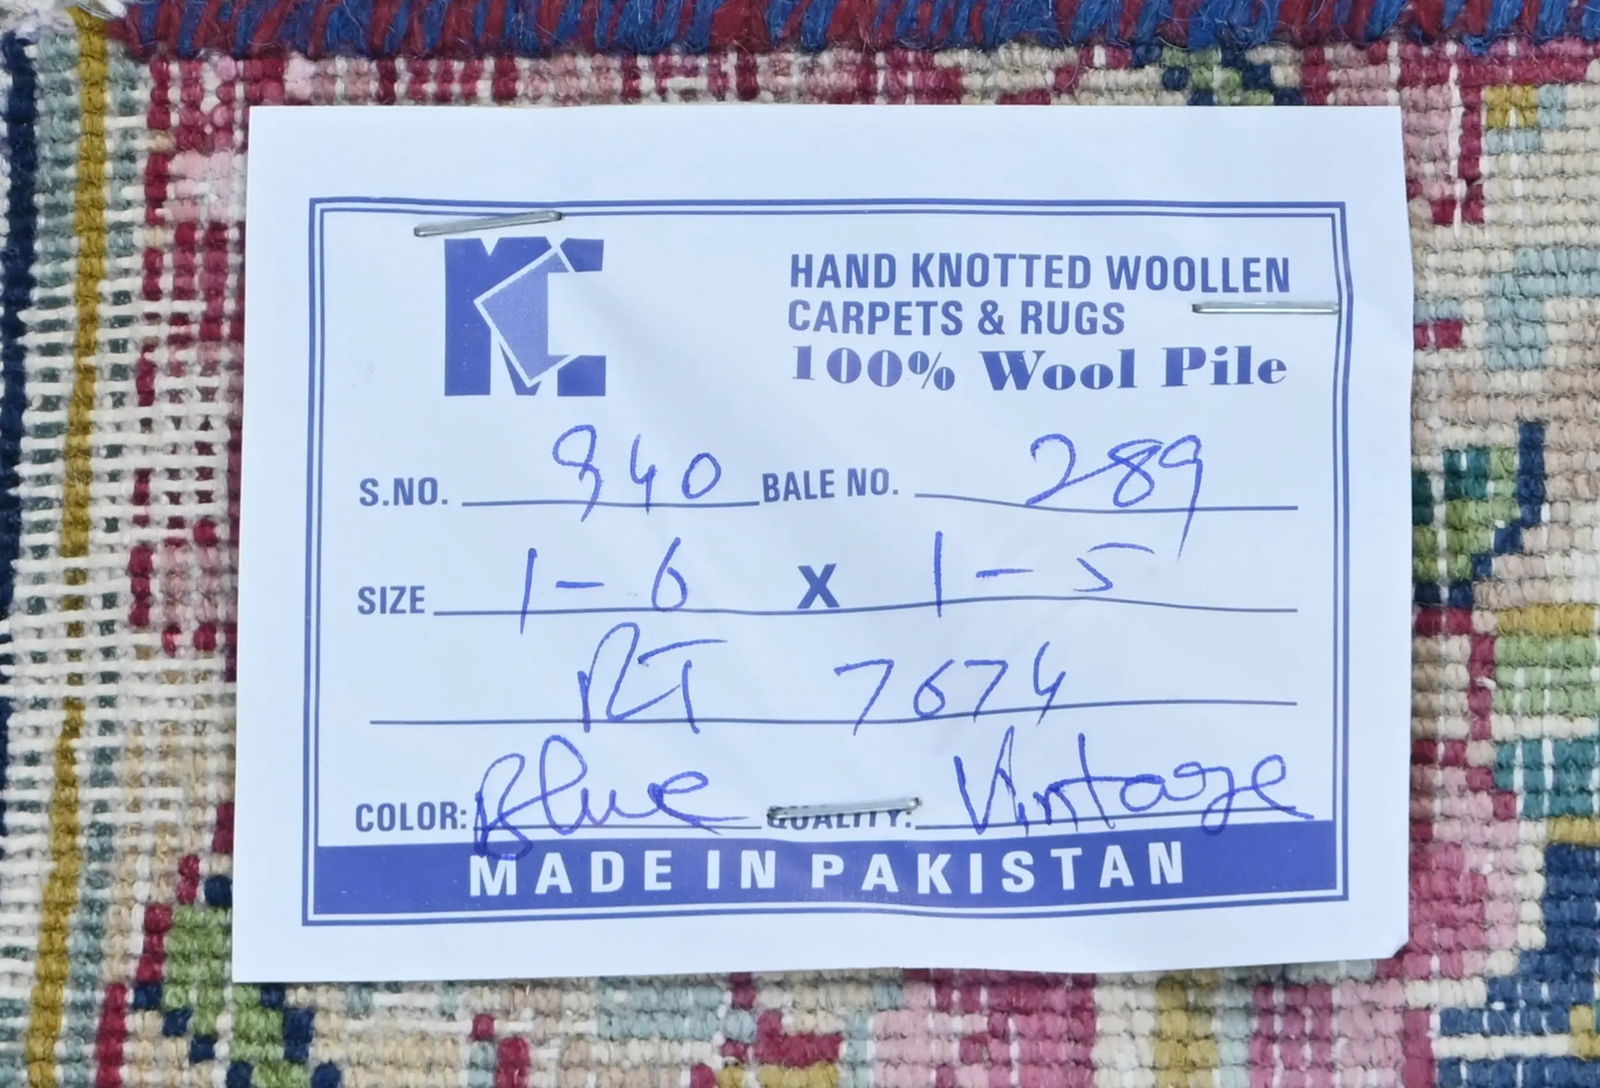 KC
HAND KNOTTED WOOLLEN
CARPETS & RUGS
100% Wool Pile
S.NO. 940 BALE NO. 289
SIZE 1-6 X 1-5
RT 7674
COLOR: Blue QUALITY: Vintage
MADE IN PAKISTAN